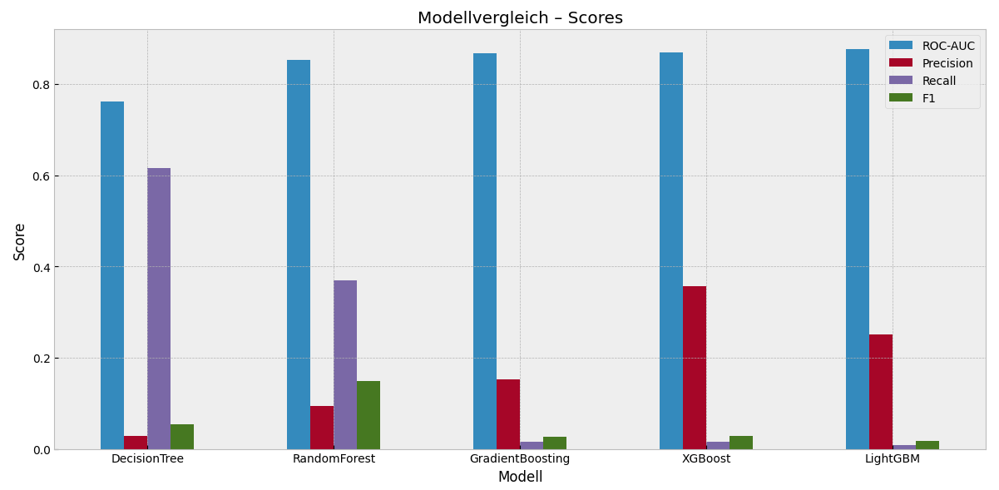 Modellvergleich – Scores
ROC-AUC
Precision
Recall
F1
Score
0.8
0.6
0.4
0.2
0.0
DecisionTree
RandomForest
GradientBoosting
XGBoost
LightGBM
Modell